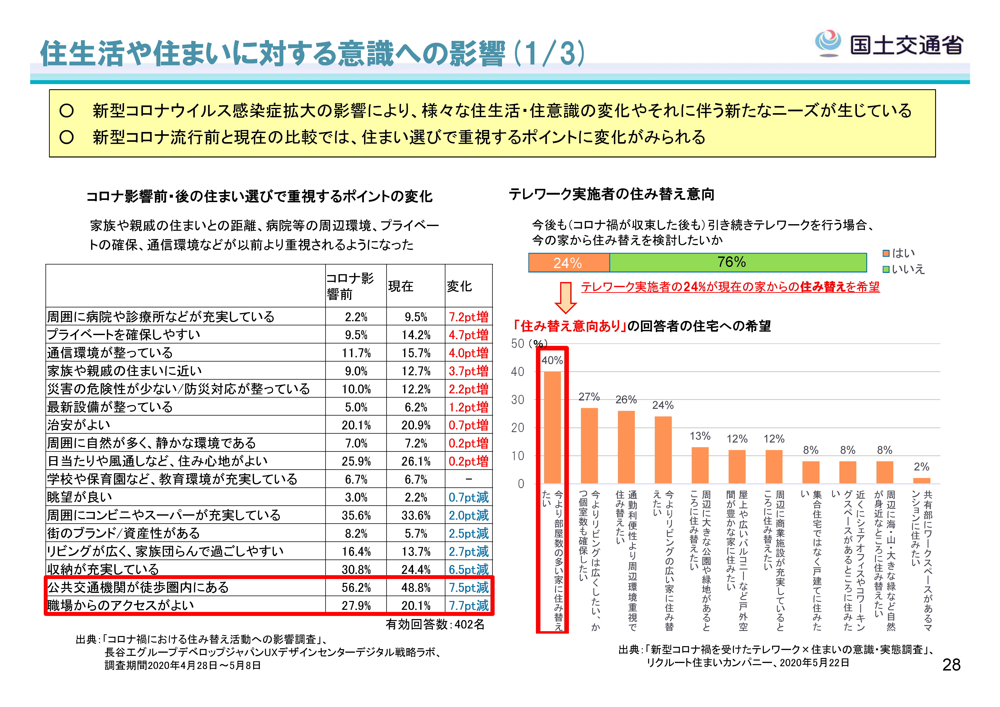 住生活や住まいに対する意識への影響(1/3)
国土交通省
○ 新型コロナウイルス感染症拡大の影響により、様々な住生活・住意識の変化やそれに伴う新たなニーズが生じている
○ 新型コロナ流行前と現在の比較では、住まい選びで重視するポイントに変化がみられる
コロナ影響前・後の住まい選びで重視するポイントの変化
家族や親戚の住まいとの距離、病院等の周辺環境、プライベー
トの確保、通信環境などが以前より重視されるようになった
コロナ影
響前 現在 変化
周囲に病院や診療所などが充実している 2.2% 9.5% 7.2pt増
プライベートを確保しやすい 9.5% 14.2% 4.7pt増
通信環境が整っている 11.7% 15.7% 4.0pt増
家族や親戚の住まいに近い 9.0% 12.7% 3.7pt増
災害の危険性が少ない/防災対応が整っている 10.0% 12.2% 2.2pt増
最新設備が整っている 5.0% 6.2% 1.2pt増
治安がよい 20.1% 20.9% 0.7pt増
周囲に自然が多く、静かな環境である 7.0% 7.2% 0.2pt増
日当たりや風通しなど、住み心地がよい 25.9% 26.1% 0.2pt増
学校や保育園など、教育環境が充実している 6.7% 6.7% －
眺望が良い 3.0% 2.2% 0.7pt減
周囲にコンビニやスーパーが充実している 35.6% 33.6% 2.0pt減
街のブランド/資産性がある 8.2% 5.7% 2.5pt減
リビングが広く、家族団らんで過ごしやすい 16.4% 13.7% 2.7pt減
収納が充実している 30.8% 24.4% 6.5pt減
公共交通機関が徒歩圏内にある 56.2% 48.8% 7.5pt減
職場からのアクセスがよい 27.9% 20.1% 7.7pt減
有効回答数：402名
出典：「コロナ禍における住み替え活動への影響調査」、
長谷工グループデベロップジャパンUXデザインセンターデジタル戦略ラボ、
調査期間2020年4月28日～5月8日
テレワーク実施者の住み替え意向
今後も（コロナ禍が収束した後も）引き続きテレワークを行う場合、
今の家から住み替えを検討したいか
24% 76%
はい
いいえ
テレワーク実施者の24%が現在の家からの住み替えを希望
「住み替え意向あり」の回答者の住宅への希望
50 (%)
40
30
20
10
0
40%
27%
26%
24%
13%
12%
12%
8%
8%
8%
2%
今より部屋数の多い家に住み替え
たい
今よりリビングは広くしたい、か
つ個室数も確保したい
通勤利便性より周辺環境重視で
住み替えたい
今よりリビングの広い家に住み替
えたい
周辺に大きな公園や緑地があると
ころに住み替えたい
屋上や広いバルコニーなど戸外空
間が豊かな家に住みたい
周辺に商業施設が充実していると
ころに住み替えたい
集合住宅ではなく戸建てに住みた
い
近くにシェアオフィスやコワーキン
グスペースがあるところに住みた
い
周辺に海・山・大きな緑など自然
が身近なところに住み替えたい
共有部にワークスペースがあるマ
ンションに住みたい
出典：「新型コロナ禍を受けたテレワーク×住まいの意識・実態調査」、
リクルート住まいカンパニー、2020年5月22日
28